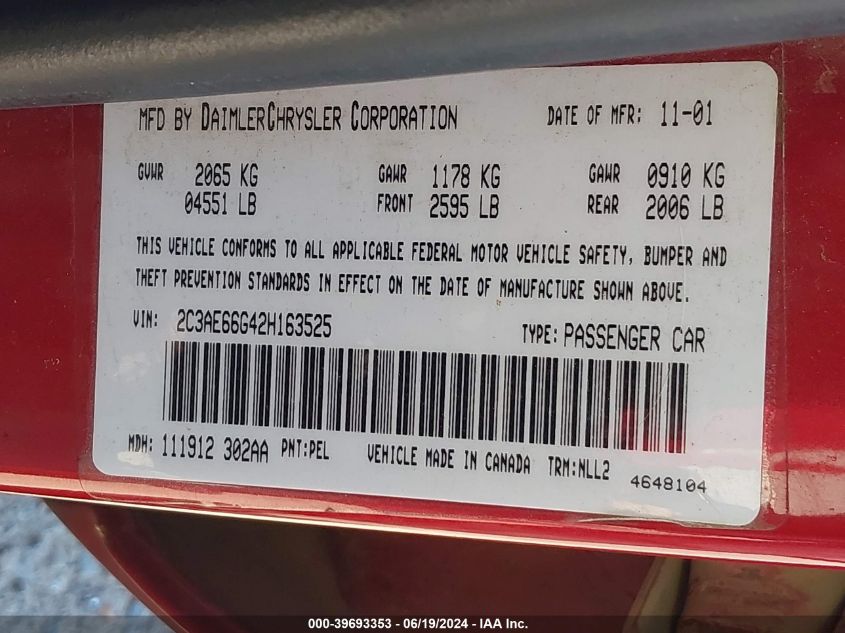 MFD BY DAIMLERCHRYSLER CORPORATION DATE OF MFR: 11-01
GVWR 2065 KG GAWR 1178 KG GAWR 0910 KG
04551 LB FRONT 2595 LB REAR 2006 LB
THIS VEHICLE CONFORMS TO ALL APPLICABLE FEDERAL MOTOR VEHICLE SAFETY, BUMPER AND
THEFT PREVENTION STANDARDS IN EFFECT ON THE DATE OF MANUFACTURE SHOWN ABOVE.
VIN: 2C3AE66G42H163525 TYPE: PASSENGER CAR
MDH: 111912 302AA PNT:PEL VEHICLE MADE IN CANADA TRM:NLL2 4648104
000-39693353 - 06/19/2024 - IAA Inc.